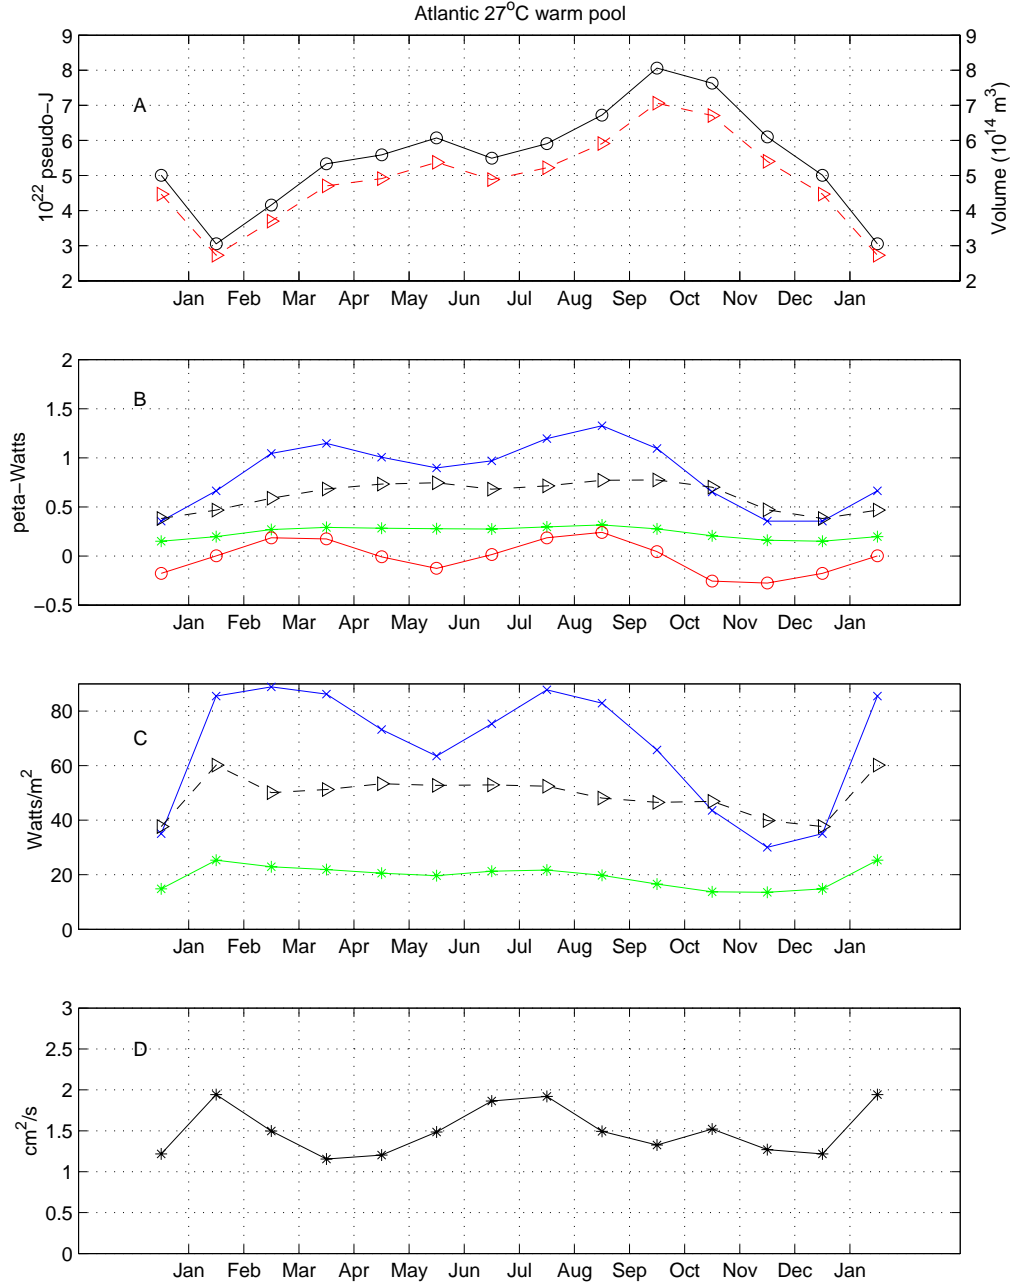 Atlantic 27°C warm pool
9 8 7 6 5 4 3 2
10²² pseudo-J
A
9 8 7 6 5 4 3 2
Volume (10¹⁴ m³)
Jan Feb Mar Apr May Jun Jul Aug Sep Oct Nov Dec Jan
2 1.5 1 0.5 0 −0.5
peta-Watts
B
Jan Feb Mar Apr May Jun Jul Aug Sep Oct Nov Dec Jan
80 60 40 20 0
Watts/m²
C
Jan Feb Mar Apr May Jun Jul Aug Sep Oct Nov Dec Jan
3 2.5 2 1.5 1 0.5 0
cm²/s
D
Jan Feb Mar Apr May Jun Jul Aug Sep Oct Nov Dec Jan